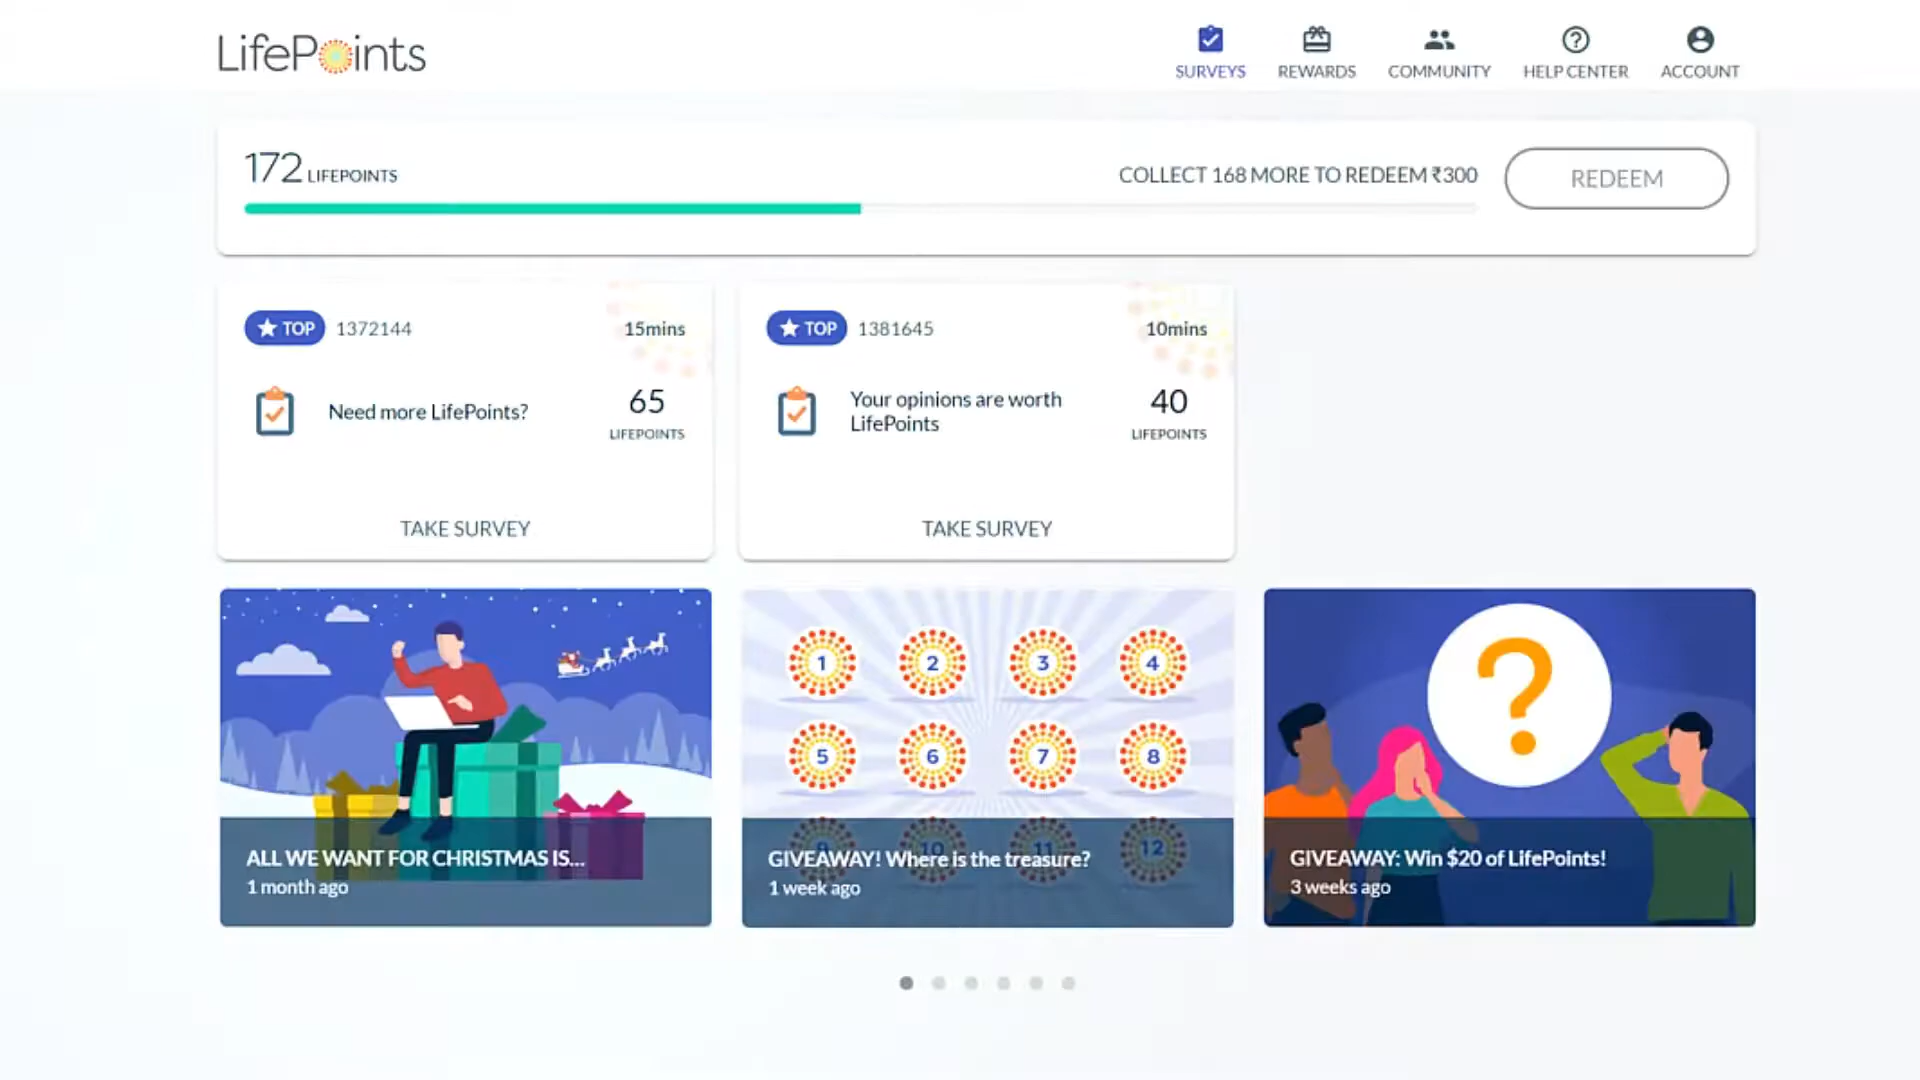 LifePoints
SURVEYS
REWARDS
COMMUNITY
HELP CENTER
ACCOUNT
172 LIFEPOINTS
COLLECT 168 MORE TO REDEEM ₹300
REDEEM
TOP 1372144
15mins
Need more LifePoints?
65
LIFEPOINTS
TAKE SURVEY
TOP 1381645
10mins
Your opinions are worth
LifePoints
40
LIFEPOINTS
TAKE SURVEY
ALL WE WANT FOR CHRISTMAS IS...
1 month ago
1 2 3 4
5 6 7 8
9 10 11 12
GIVEAWAY! Where is the treasure?
1 week ago
?
GIVEAWAY: Win $20 of LifePoints!
3 weeks ago